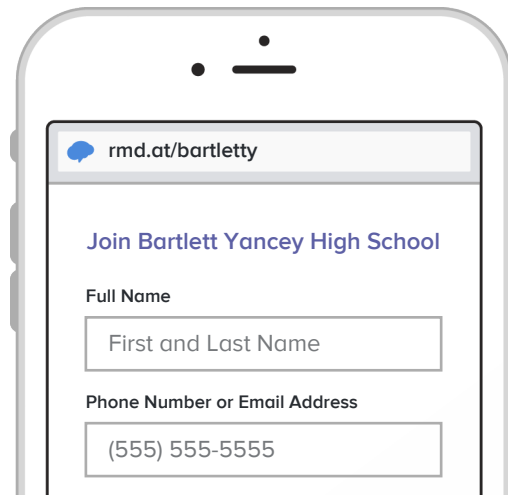 rmd.at/bartletty
Join Bartlett Yancey High School
Full Name
First and Last Name
Phone Number or Email Address
(555) 555-5555